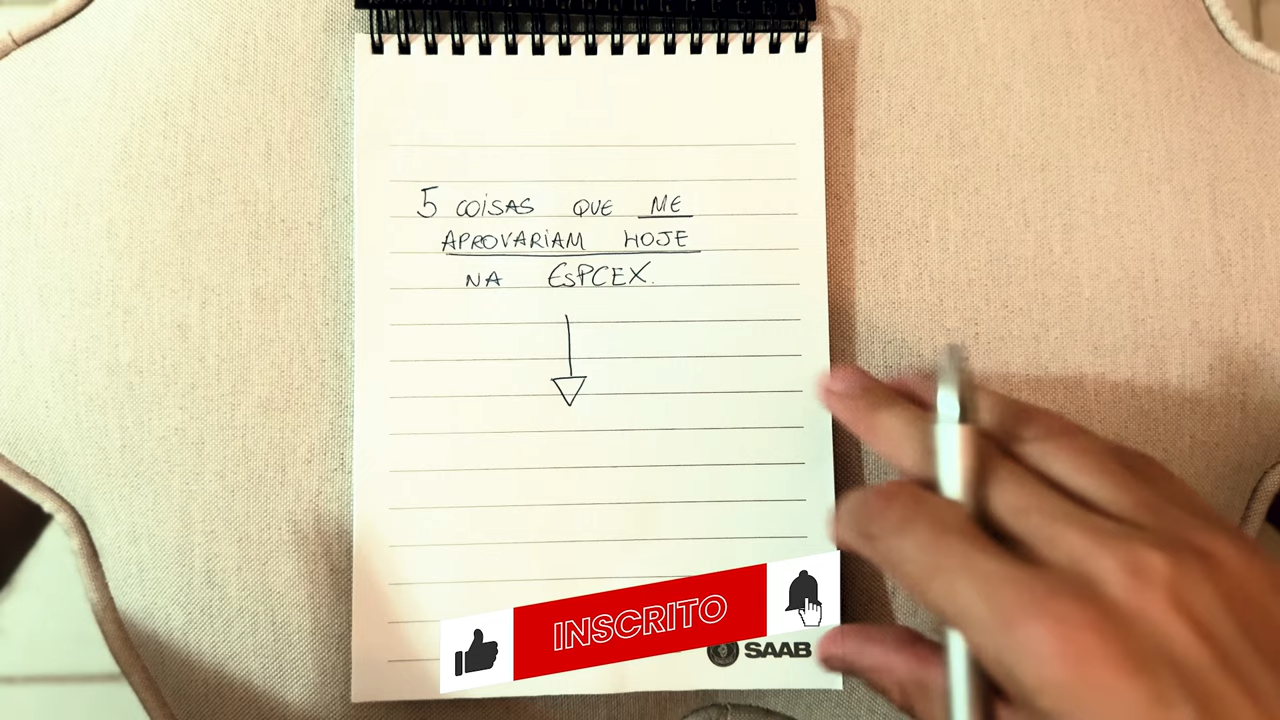 5 COISAS QUE ME
APROVARIAM HOJE
NA EsPCEX.
INSCRITO
SAAB